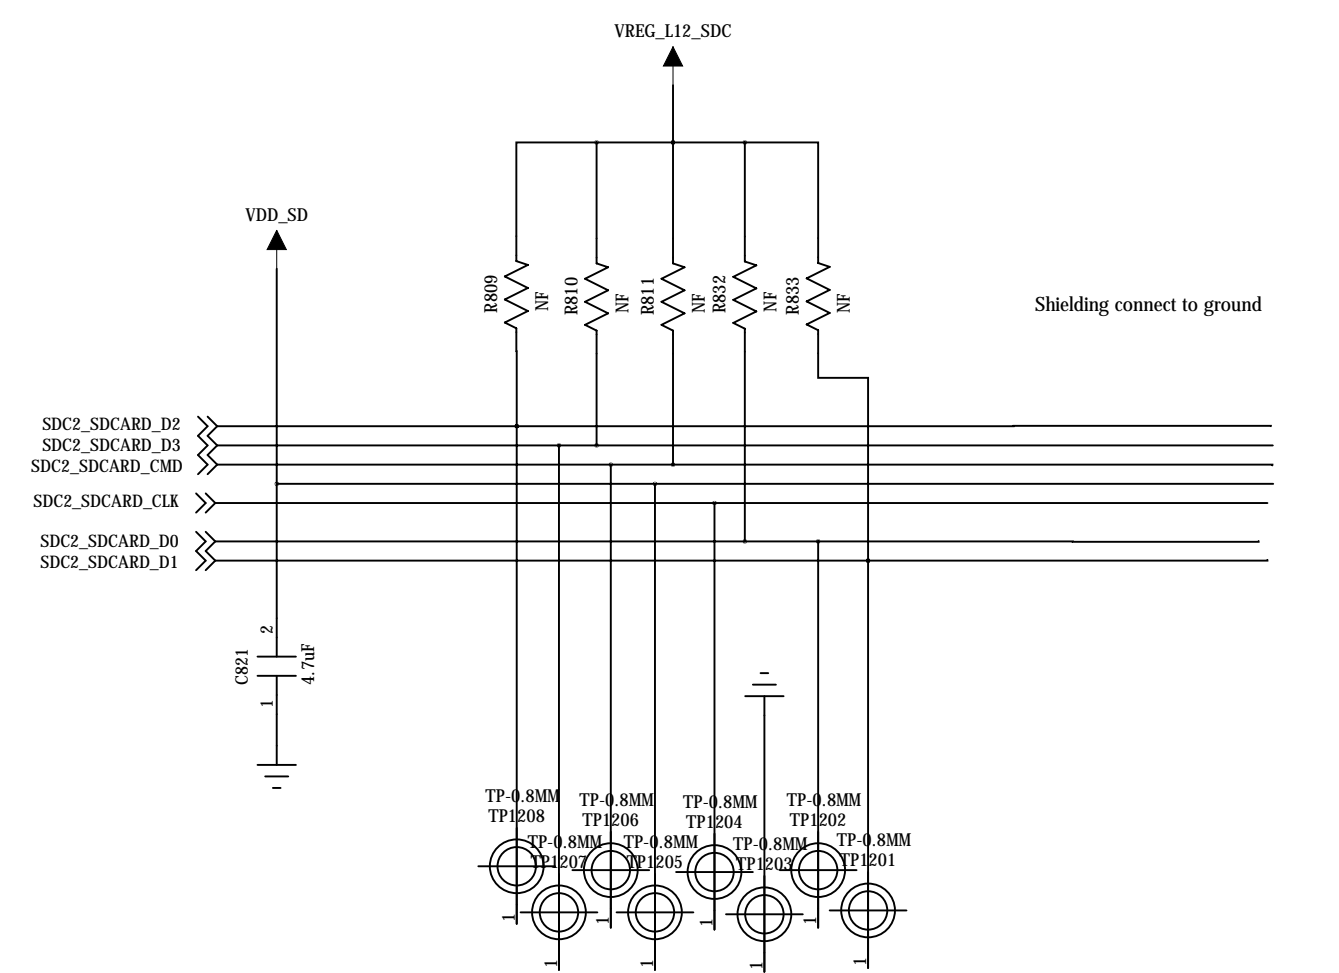 VREG_L12_SDC
VDD_SD
R809
NF
R810
NF
R811
NF
R832
NF
R833
NF
Shielding connect to ground
SDC2_SDCARD_D2
SDC2_SDCARD_D3
SDC2_SDCARD_CMD
SDC2_SDCARD_CLK
SDC2_SDCARD_D0
SDC2_SDCARD_D1
2
C821
4.7uF
1
TP-0.8MM
TP1208
TP-0.8MM
TP1206
TP-0.8MM
TP1204
TP-0.8MM
TP1202
TP-0.8MM
TP1207
TP-0.8MM
TP1205
TP-0.8MM
TP1203
TP-0.8MM
TP1201
1
1
1
1
1
1
1
1